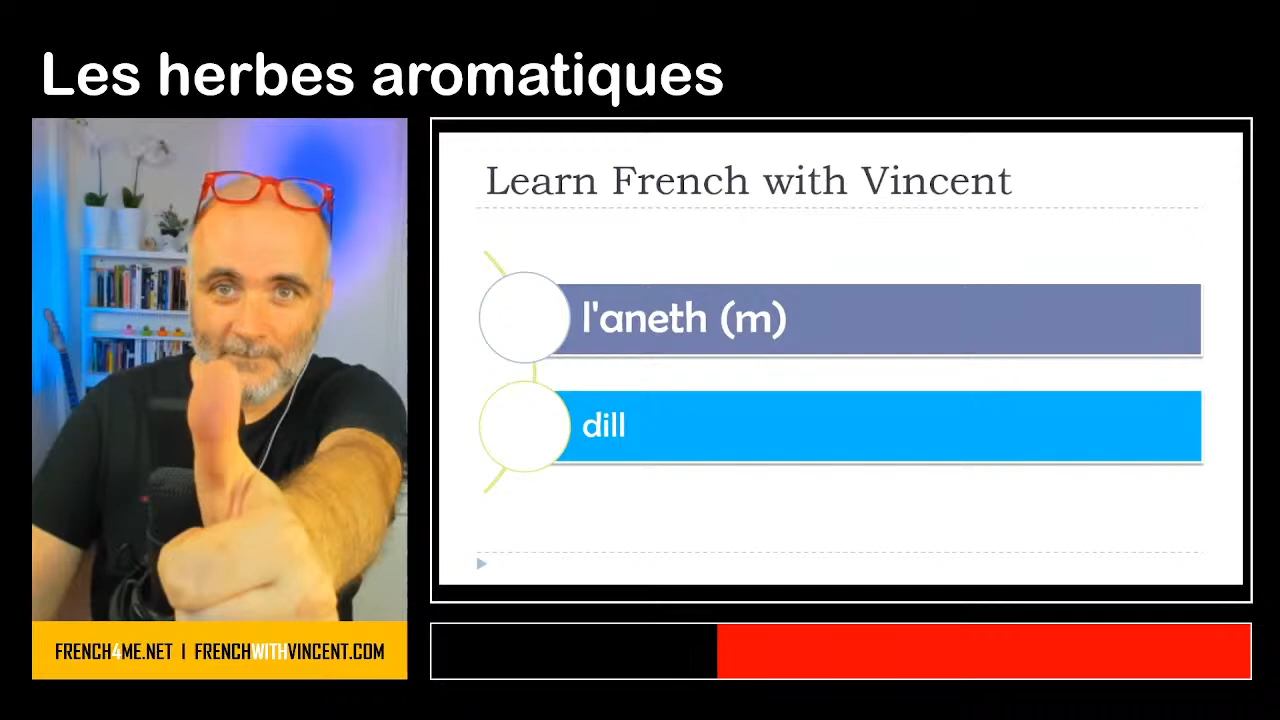 Les herbes aromatiques
Learn French with Vincent
l'aneth (m)
dill
FRENCH4ME.NET I FRENCHWITHVINCENT.COM